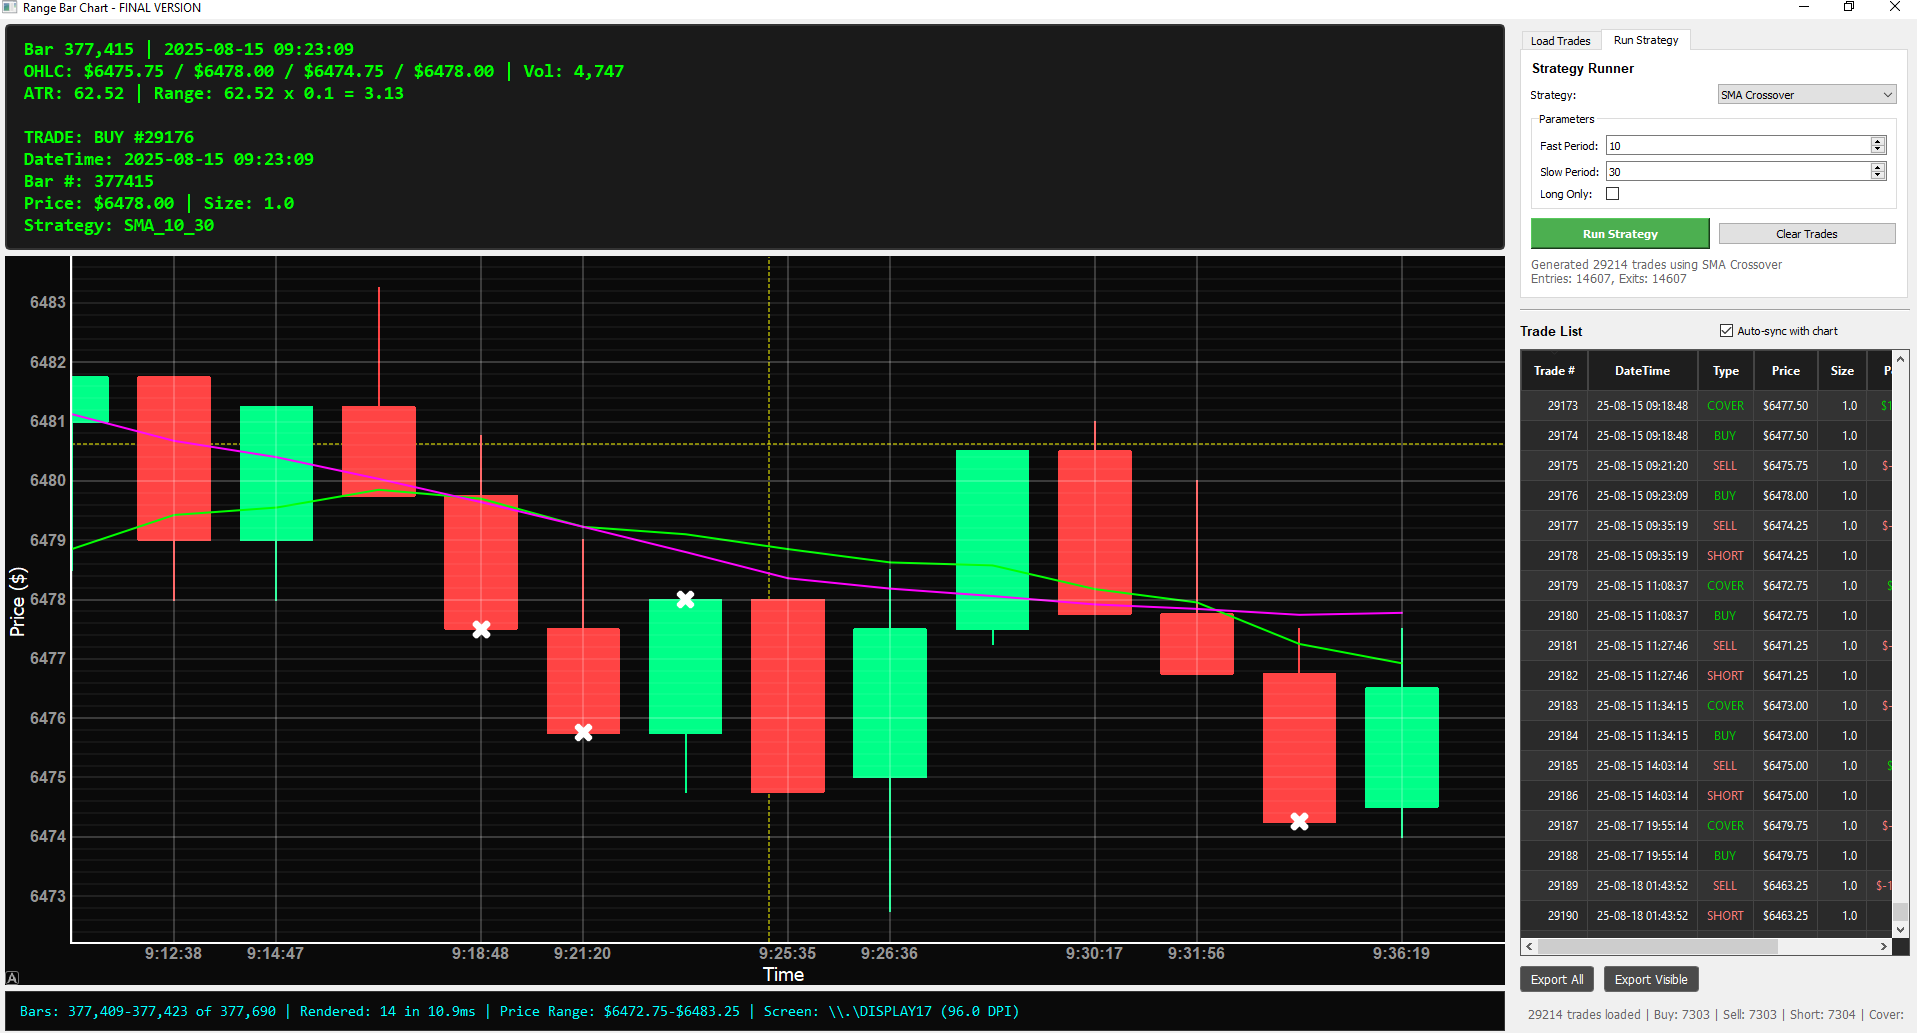 Range Bar Chart - FINAL VERSION
Bar 377,415 | 2025-08-15 09:23:09
OHLC: $6475.75 / $6478.00 / $6474.75 / $6478.00 | Vol: 4,747
ATR: 62.52 | Range: 62.52 x 0.1 = 3.13
TRADE: BUY #29176
DateTime: 2025-08-15 09:23:09
Bar #: 377415
Price: $6478.00 | Size: 1.0
Strategy: SMA_10_30
6483
6482
6481
6480
6479
6478
6477
6476
6475
6474
6473
Price ($)
9:12:38 9:14:47 9:18:48 9:21:20 9:25:35 9:26:36 9:30:17 9:31:56 9:36:19
Time
A
Bars: 377,409-377,423 of 377,690 | Rendered: 14 in 10.9ms | Price Range: $6472.75-$6483.25 | Screen: \\.\DISPLAY17 (96.0 DPI)
Load Trades Run Strategy
Strategy Runner
Strategy: SMA Crossover
Parameters
Fast Period: 10
Slow Period: 30
Long Only:
Run Strategy Clear Trades
Generated 29214 trades using SMA Crossover
Entries: 14607, Exits: 14607
Trade List Auto-sync with chart
Trade # DateTime Type Price Size P
29173 25-08-15 09:18:48 COVER $6477.50 1.0 $1
29174 25-08-15 09:18:48 BUY $6477.50 1.0
29175 25-08-15 09:21:20 SELL $6475.75 1.0 $-
29176 25-08-15 09:23:09 BUY $6478.00 1.0
29177 25-08-15 09:35:19 SELL $6474.25 1.0 $-
29178 25-08-15 09:35:19 SHORT $6474.25 1.0
29179 25-08-15 11:08:37 COVER $6472.75 1.0 $
29180 25-08-15 11:08:37 BUY $6472.75 1.0
29181 25-08-15 11:27:46 SELL $6471.25 1.0 $-
29182 25-08-15 11:27:46 SHORT $6471.25 1.0
29183 25-08-15 11:34:15 COVER $6473.00 1.0 $-
29184 25-08-15 11:34:15 BUY $6473.00 1.0
29185 25-08-15 14:03:14 SELL $6475.00 1.0 $
29186 25-08-15 14:03:14 SHORT $6475.00 1.0
29187 25-08-17 19:55:14 COVER $6479.75 1.0 $-
29188 25-08-17 19:55:14 BUY $6479.75 1.0
29189 25-08-18 01:43:52 SELL $6463.25 1.0 $-1
29190 25-08-18 01:43:52 SHORT $6463.25 1.0
Export All Export Visible
29214 trades loaded | Buy: 7303 | Sell: 7303 | Short: 7304 | Cover: